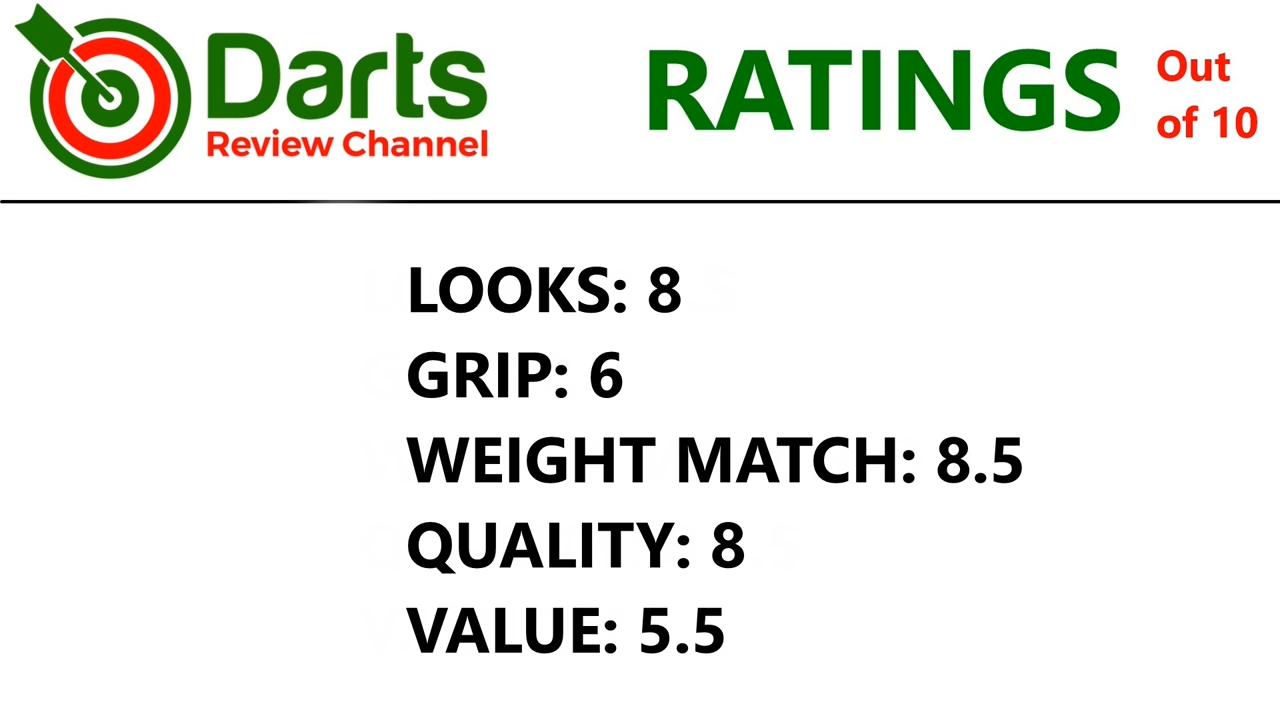 Darts
Review Channel
RATINGS
Out
of 10
LOOKS: 8
GRIP: 6
WEIGHT MATCH: 8.5
QUALITY: 8
VALUE: 5.5